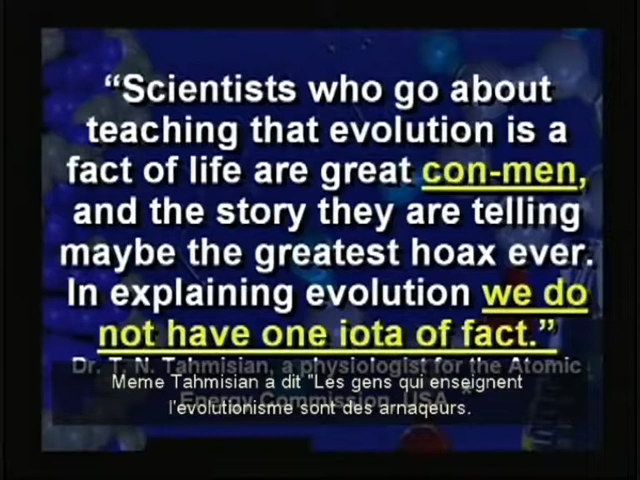 “Scientists who go about
teaching that evolution is a
fact of life are great con-men,
and the story they are telling
maybe the greatest hoax ever.
In explaining evolution we do
not have one iota of fact.”
Dr. T. N. Tahmisian, a physiologist for the Atomic
Energy Commission, USA
Meme Tahmisian a dit "Les gens qui enseignent
l'évolutionisme sont des arnaqeurs.